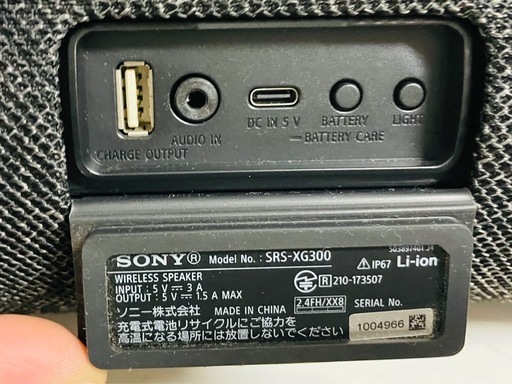 BATTERY
LIGHT
DC IN 5 V
AUDIO IN
—BATTERY CARE
CHARGE OUTPUT
503897401
SONY® Model No.: SRS-XG300
IP67 Li-ion
WIRELESS SPEAKER
INPUT : 5 V ⎓ 3 A
OUTPUT : 5 V ⎓ 1.5 A MAX
R 210-173507
ソニー株式会社 MADE IN CHINA
2.4FH/XX8 SERIAL No.
充電式電池リサイクルにご協力を
高温になる場所には放置しないでください
1004966